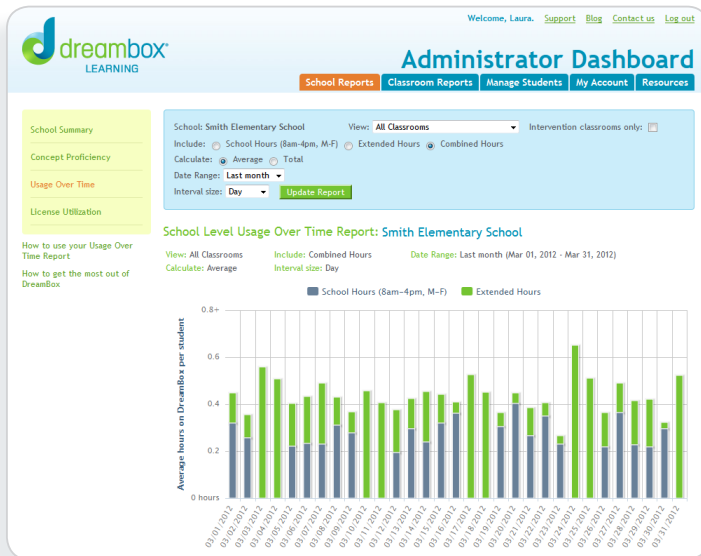 Welcome, Laura. Support Blog Contact us Log out
dreambox
LEARNING
Administrator Dashboard
School Reports Classroom Reports Manage Students My Account Resources
School Summary
Concept Proficiency
Usage Over Time
License Utilization
How to use your Usage Over
Time Report
How to get the most out of
DreamBox
School: Smith Elementary School View: All Classrooms Intervention classrooms only:
Include: School Hours (8am-4pm, M-F) Extended Hours Combined Hours
Calculate: Average Total
Date Range: Last month
Interval size: Day Update Report
School Level Usage Over Time Report: Smith Elementary School
View: All Classrooms Include: Combined Hours Date Range: Last month (Mar 01, 2012 - Mar 31, 2012)
Calculate: Average Interval size: Day
School Hours (8am-4pm, M-F) Extended Hours
Average hours on DreamBox per student
0.8+
0.6
0.4
0.2
0 hours
03/01/2012
03/02/2012
03/03/2012
03/04/2012
03/05/2012
03/06/2012
03/07/2012
03/08/2012
03/09/2012
03/10/2012
03/11/2012
03/12/2012
03/13/2012
03/14/2012
03/15/2012
03/16/2012
03/17/2012
03/18/2012
03/19/2012
03/20/2012
03/21/2012
03/22/2012
03/23/2012
03/24/2012
03/25/2012
03/26/2012
03/27/2012
03/28/2012
03/29/2012
03/30/2012
03/31/2012